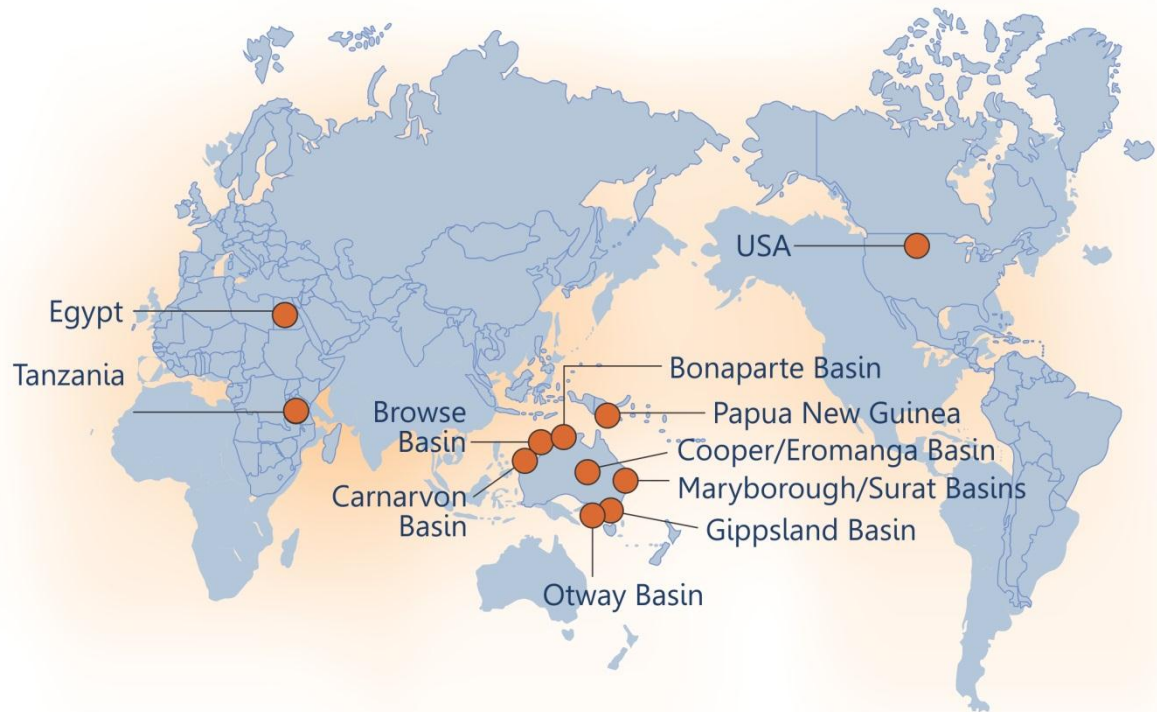 USA
Egypt
Tanzania
Bonaparte Basin
Browse
Basin
Papua New Guinea
Cooper/Eromanga Basin
Maryborough/Surat Basins
Carnarvon
Basin
Gippsland Basin
Otway Basin